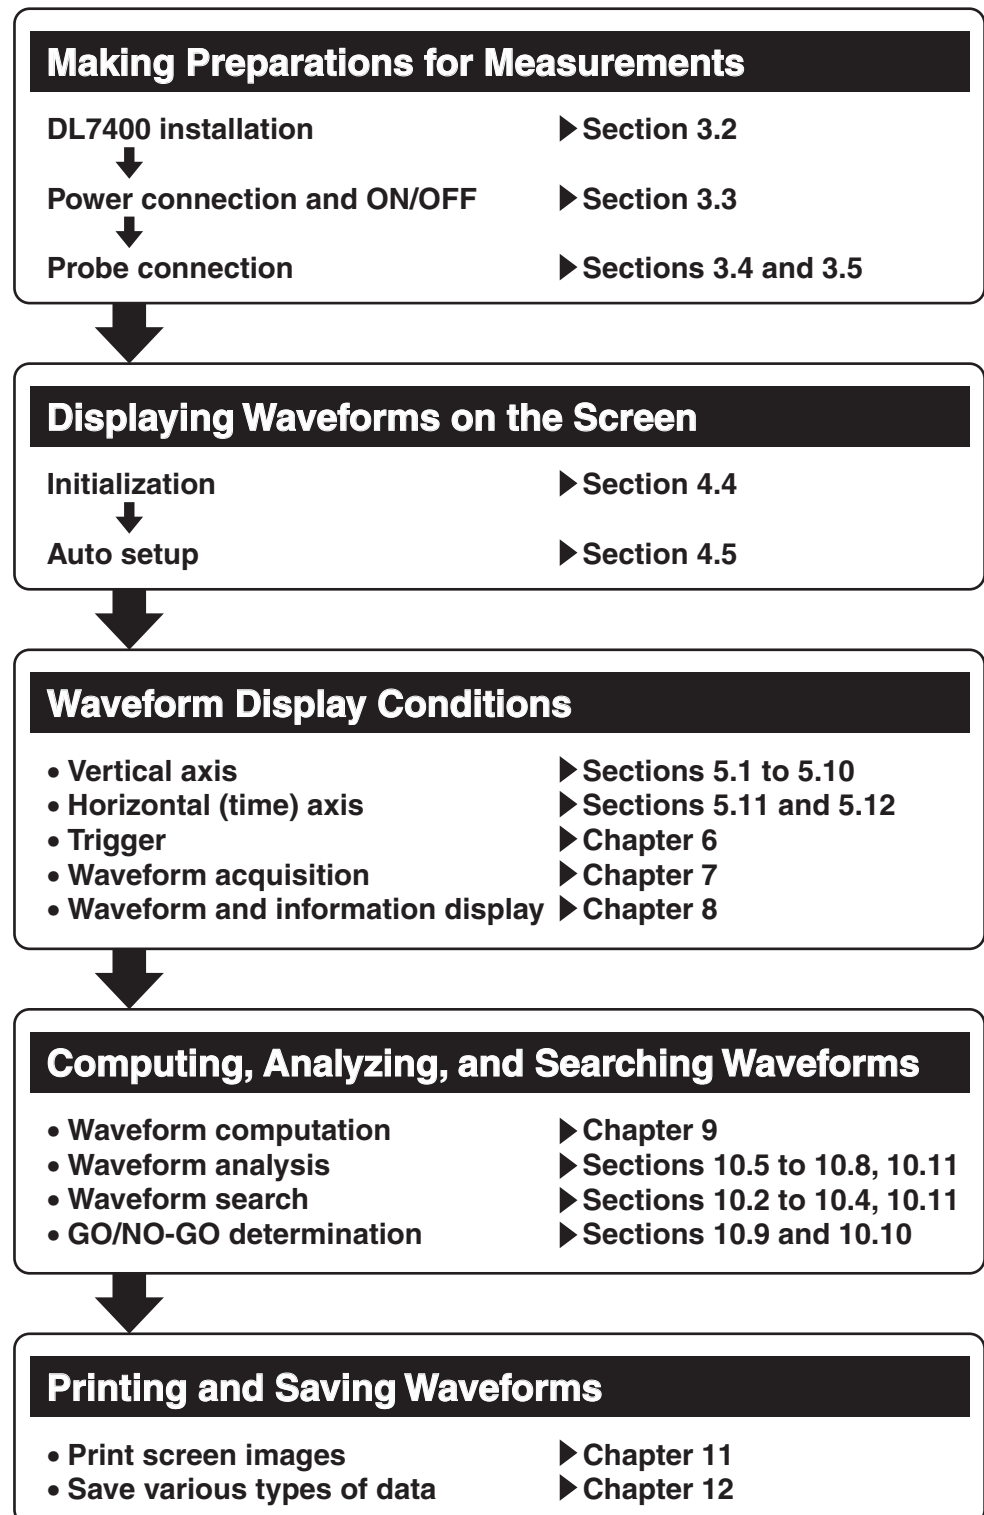 Making Preparations for Measurements
DL7400 installation ▶ Section 3.2
Power connection and ON/OFF ▶ Section 3.3
Probe connection ▶ Sections 3.4 and 3.5
Displaying Waveforms on the Screen
Initialization ▶ Section 4.4
Auto setup ▶ Section 4.5
Waveform Display Conditions
• Vertical axis ▶ Sections 5.1 to 5.10
• Horizontal (time) axis ▶ Sections 5.11 and 5.12
• Trigger ▶ Chapter 6
• Waveform acquisition ▶ Chapter 7
• Waveform and information display ▶ Chapter 8
Computing, Analyzing, and Searching Waveforms
• Waveform computation ▶ Chapter 9
• Waveform analysis ▶ Sections 10.5 to 10.8, 10.11
• Waveform search ▶ Sections 10.2 to 10.4, 10.11
• GO/NO-GO determination ▶ Sections 10.9 and 10.10
Printing and Saving Waveforms
• Print screen images ▶ Chapter 11
• Save various types of data ▶ Chapter 12